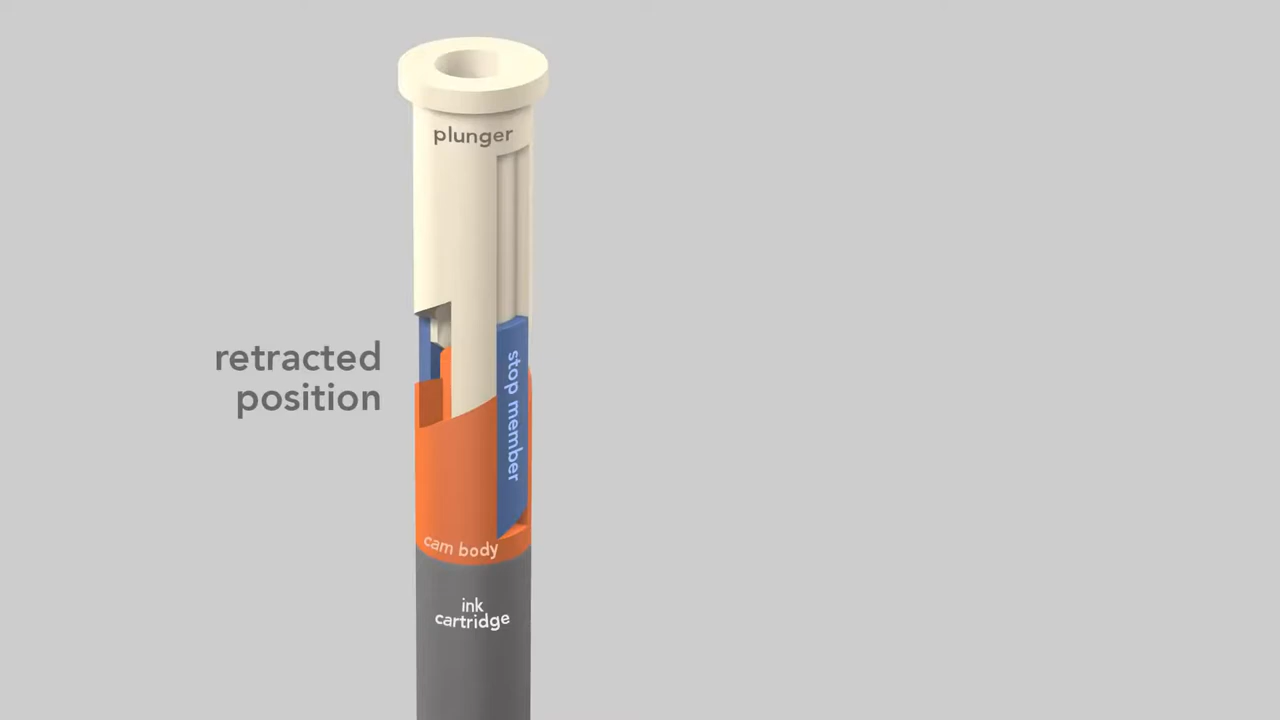 plunger
retracted
position
stop member
cam body
ink
cartridge